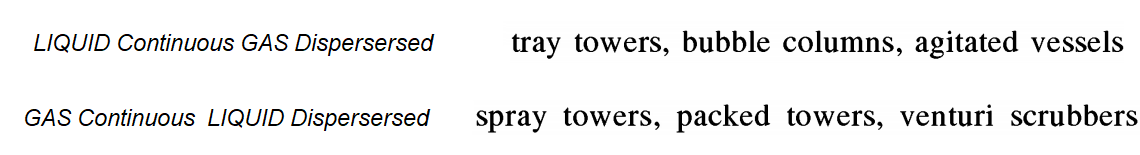 LIQUID Continuous GAS Dispersersed tray towers, bubble columns, agitated vessels
GAS Continuous LIQUID Dispersersed spray towers, packed towers, venturi scrubbers